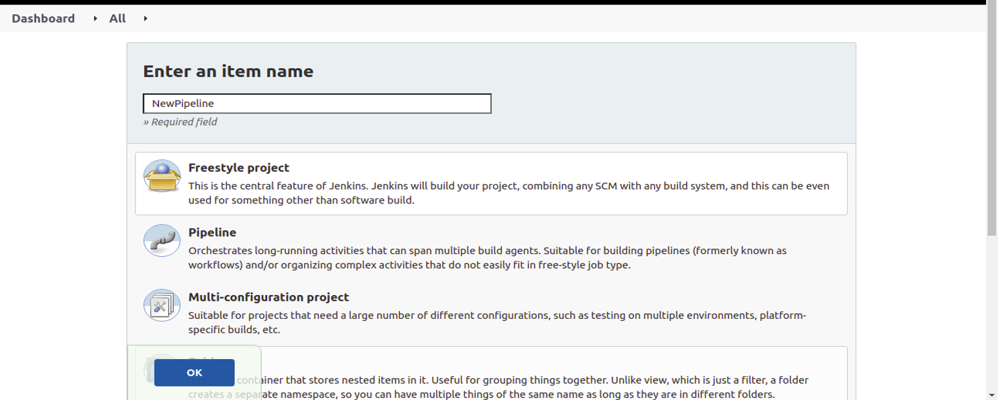 Dashboard All
Enter an item name
NewPipeline
» Required field
Freestyle project
This is the central feature of Jenkins. Jenkins will build your project, combining any SCM with any build system, and this can be even
used for something other than software build.
Pipeline
Orchestrates long-running activities that can span multiple build agents. Suitable for building pipelines (formerly known as
workflows) and/or organizing complex activities that do not easily fit in free-style job type.
Multi-configuration project
Suitable for projects that need a large number of different configurations, such as testing on multiple environments, platform-
specific builds, etc.
OK
container that stores nested items in it. Useful for grouping things together. Unlike view, which is just a filter, a folder
creates a separate namespace, so you can have multiple things of the same name as long as they are in different folders.